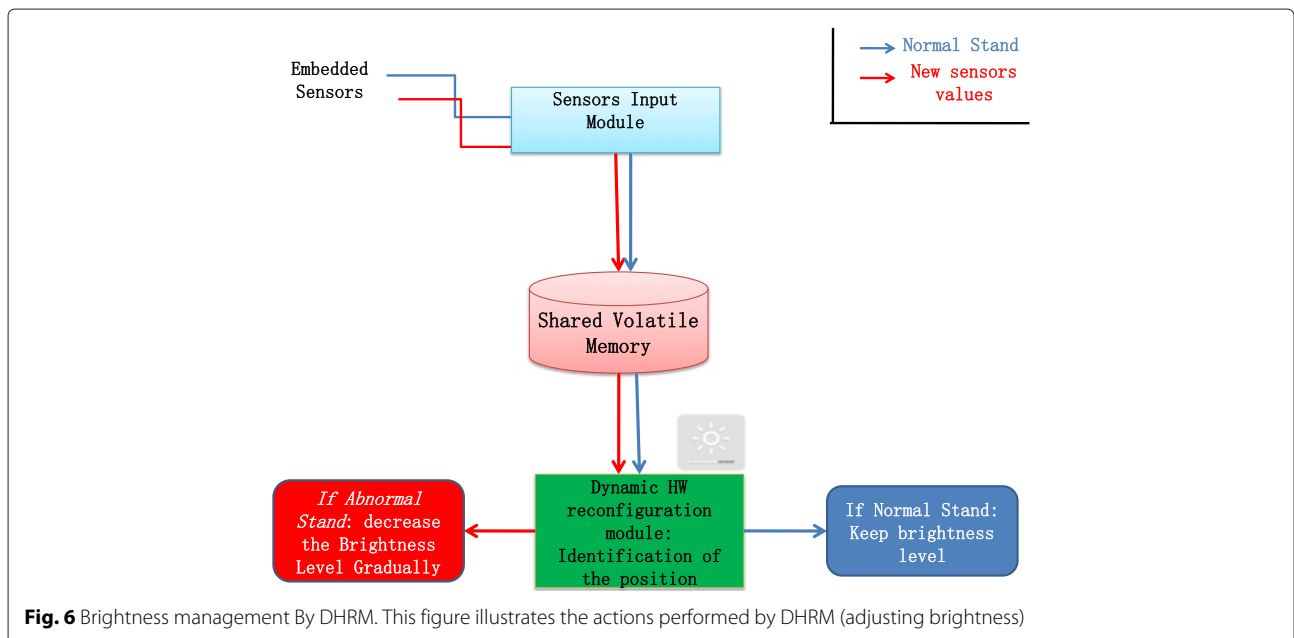 Embedded
Sensors
Sensors Input
Module
Normal Stand
New sensors
values
Shared Volatile
Memory
If Abnormal
Stand: decrease
the Brightness
Level Gradually
Dynamic HW
reconfiguration
module:
Identification of
the position
If Normal Stand:
Keep brightness
level
Fig. 6 Brightness management By DHRM. This figure illustrates the actions performed by DHRM (adjusting brightness)